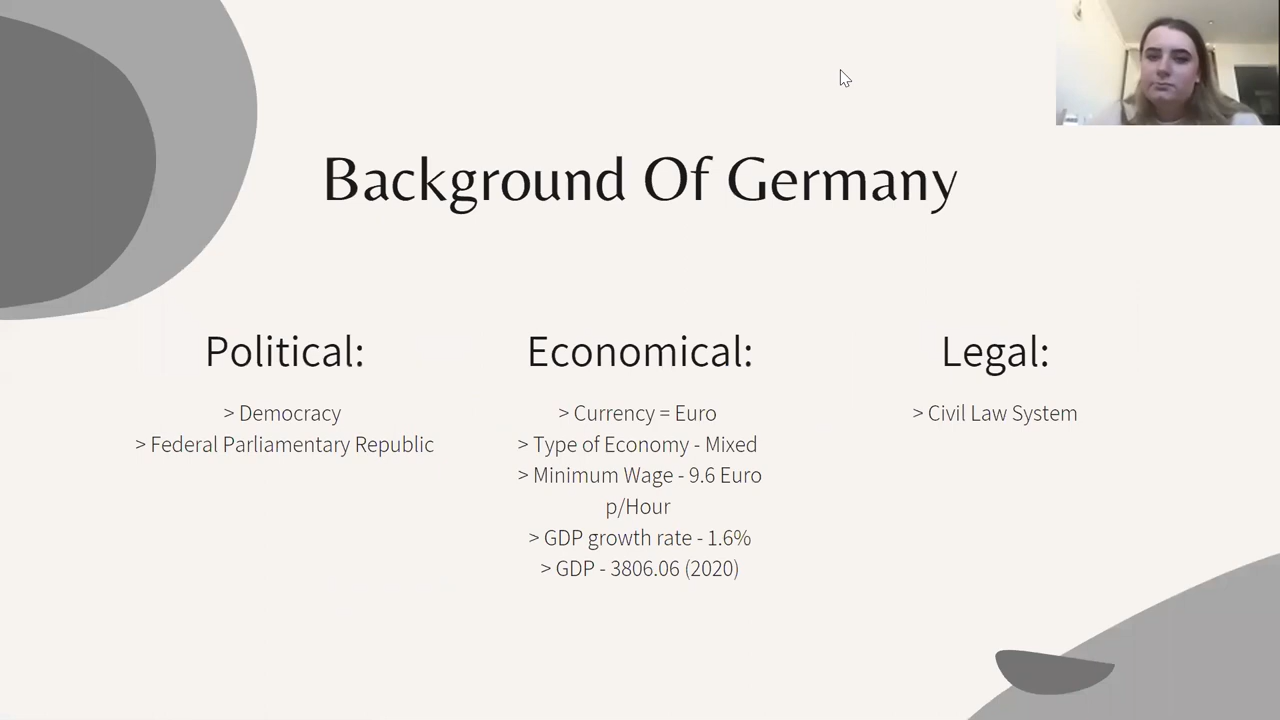 Background Of Germany
Political:
> Democracy
> Federal Parliamentary Republic
Economical:
> Currency = Euro
> Type of Economy - Mixed
> Minimum Wage - 9.6 Euro
p/Hour
> GDP growth rate - 1.6%
> GDP - 3806.06 (2020)
Legal:
> Civil Law System